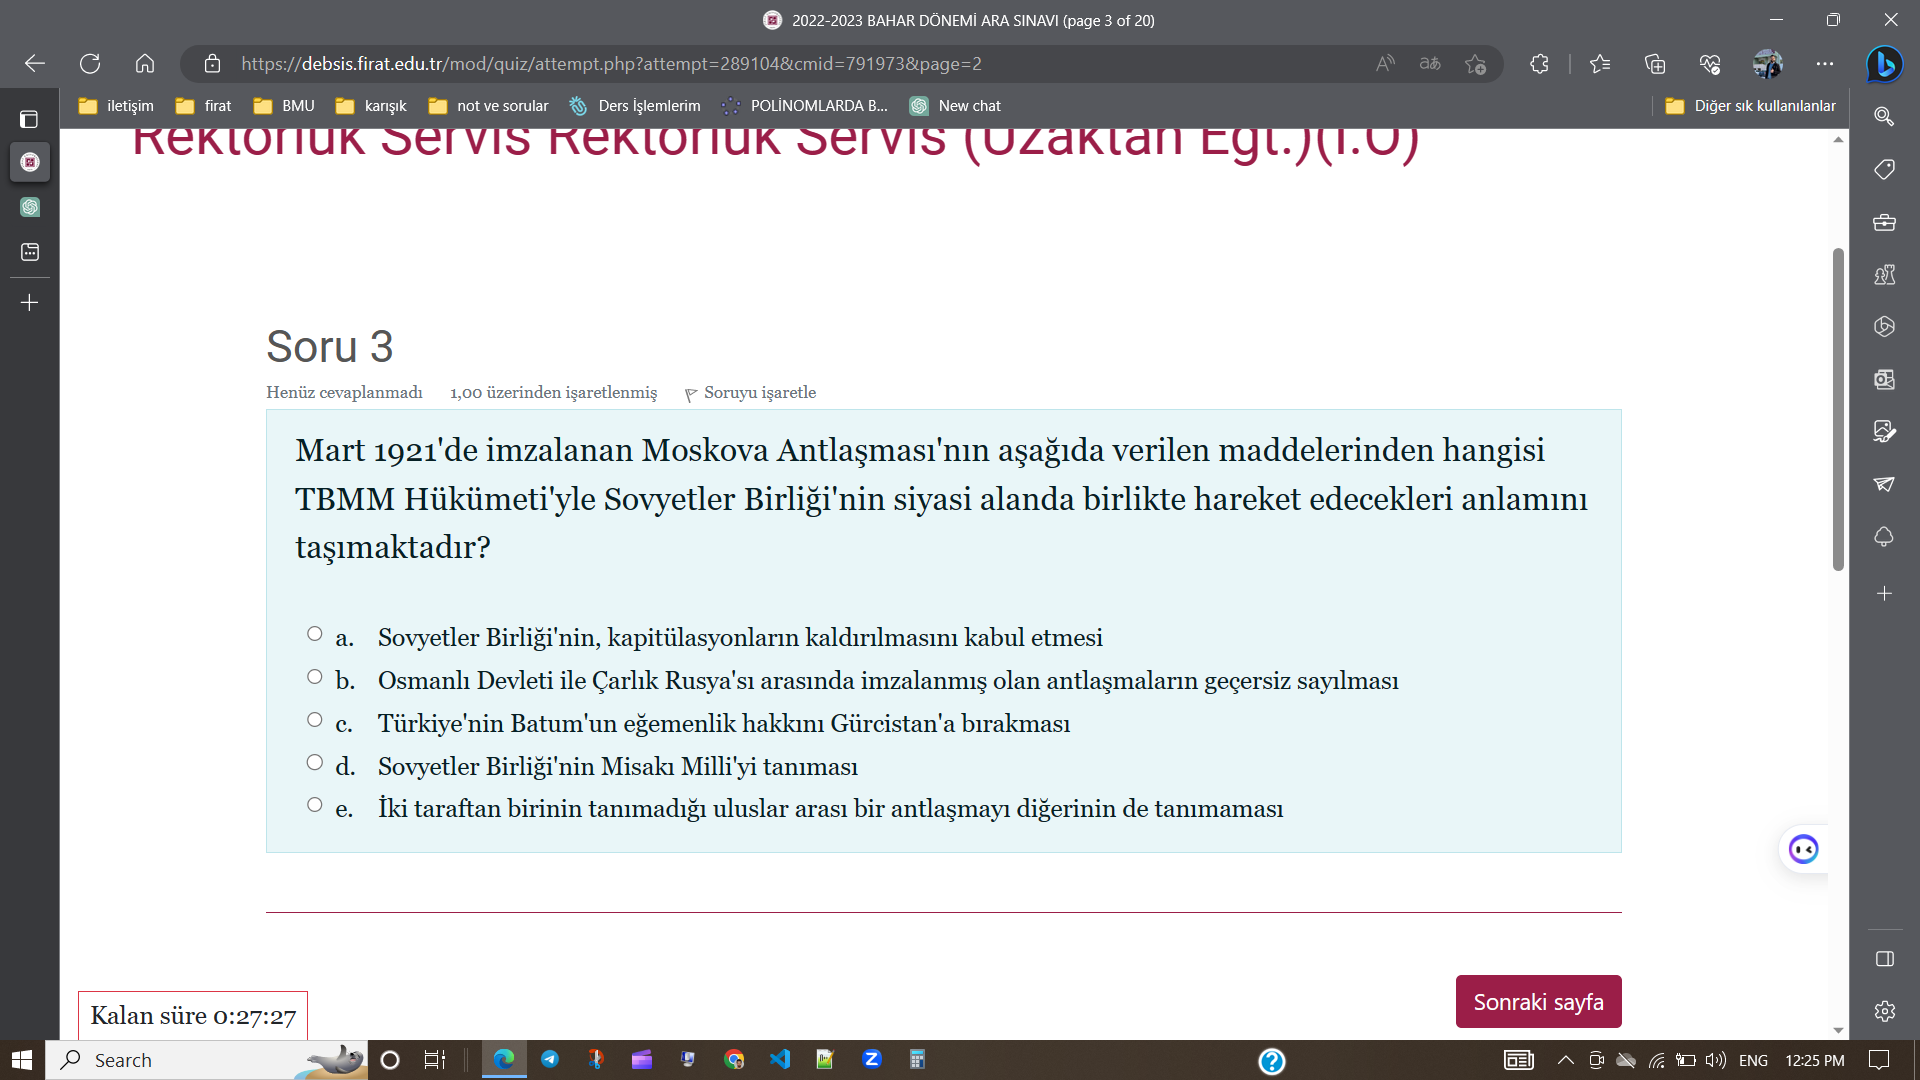 2022-2023 BAHAR DÖNEMİ ARA SINAVI (page 3 of 20)
https://debsis.firat.edu.tr/mod/quiz/attempt.php?attempt=289104&cmid=791973&page=2
iletişim
firat
BMU
karışık
not ve sorular
Ders İşlemlerim
POLİNOMLARDA B...
New chat
Diğer sık kullanılanlar
Rektörlük Servis Rektörlük Servis (Uzaktan Egt.)(İ.Ö)
Soru 3
Henüz cevaplanmadı 1,00 üzerinden işaretlenmiş Soruyu işaretle
Mart 1921'de imzalanan Moskova Antlaşması'nın aşağıda verilen maddelerinden hangisi
TBMM Hükümeti'yle Sovyetler Birliği'nin siyasi alanda birlikte hareket edecekleri anlamını
taşımaktadır?
a. Sovyetler Birliği'nin, kapitülasyonların kaldırılmasını kabul etmesi
b. Osmanlı Devleti ile Çarlık Rusya'sı arasında imzalanmış olan antlaşmaların geçersiz sayılması
c. Türkiye'nin Batum'un eğemenlik hakkını Gürcistan'a bırakması
d. Sovyetler Birliği'nin Misakı Milli'yi tanıması
e. İki taraftan birinin tanımadığı uluslar arası bir antlaşmayı diğerinin de tanımaması
Kalan süre 0:27:27
Sonraki sayfa
Search
ENG
12:25 PM